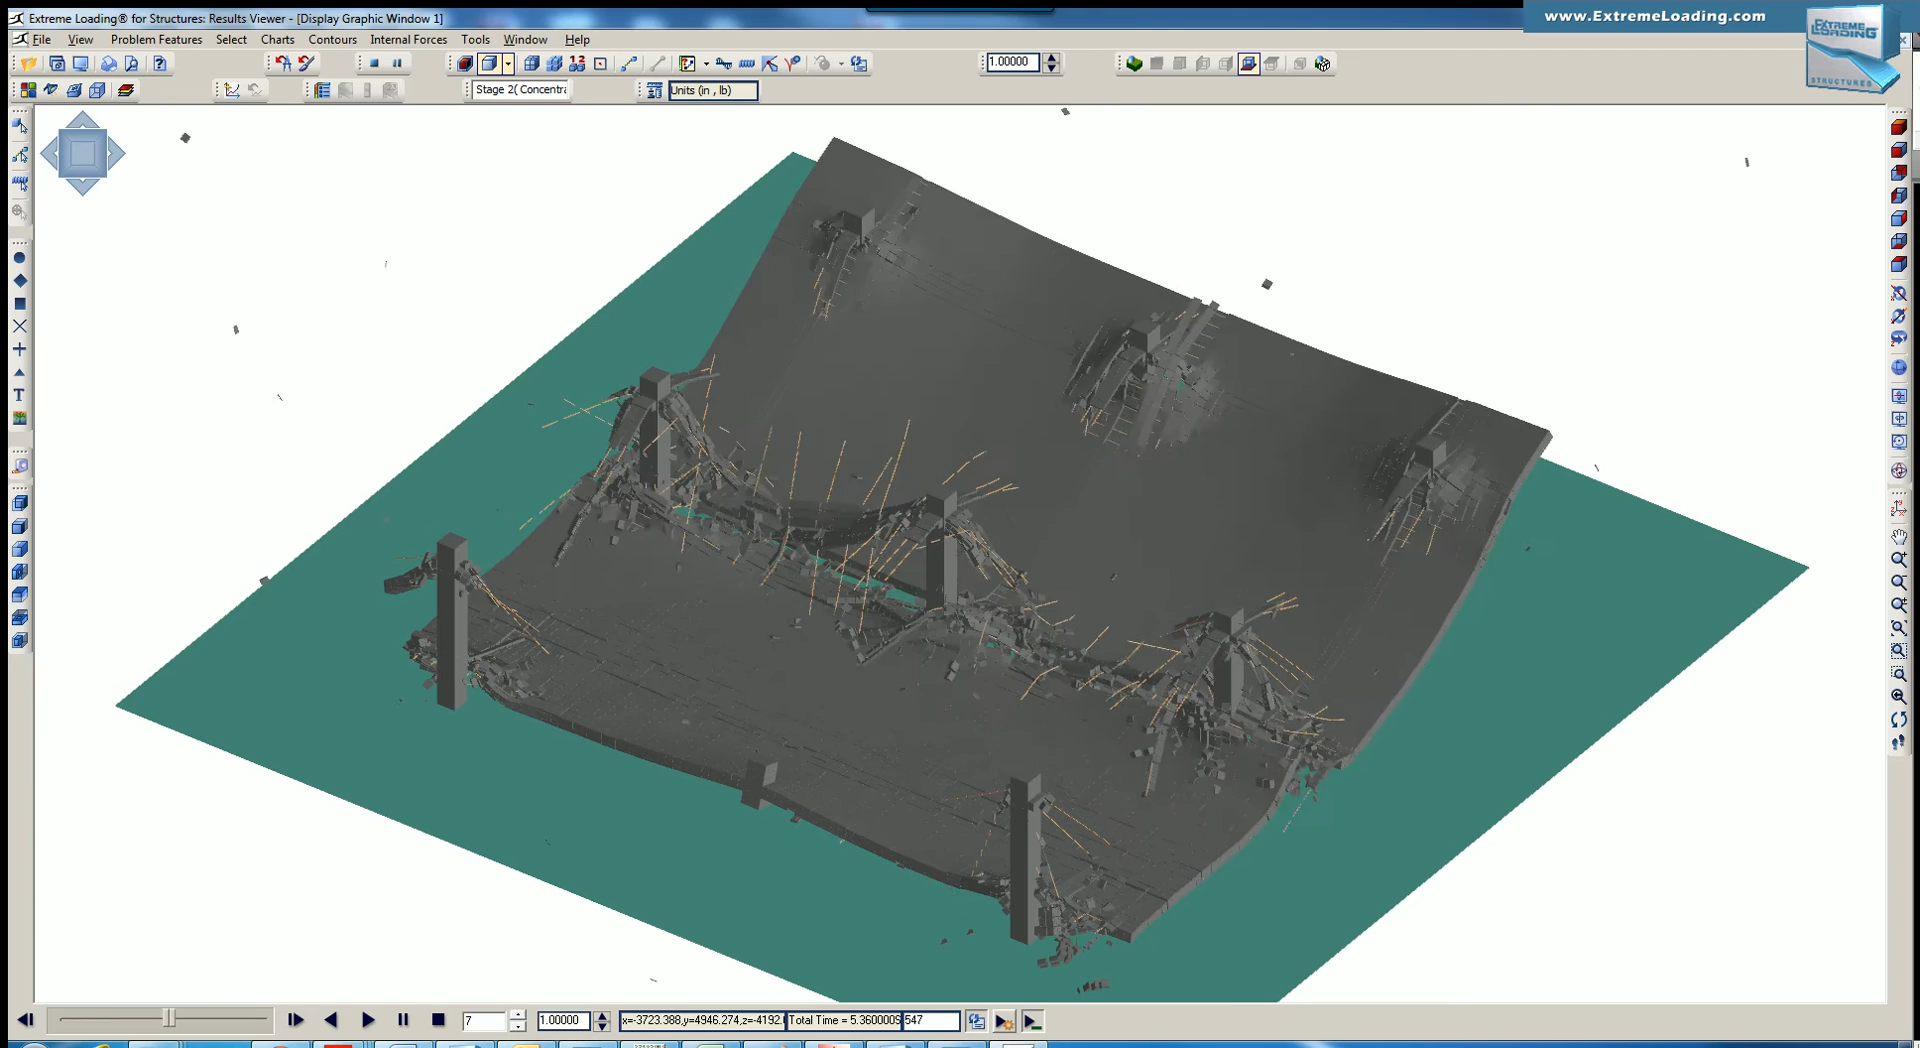 Extreme Loading® for Structures: Results Viewer - [Display Graphic Window 1]
www.ExtremeLoading.com
EXTREME
LOADING
STRUCTURES
File View Problem Features Select Charts Contours Internal Forces Tools Window Help
1.00000
Stage 2( Concentra
Units (in , lb)
T
7
1.00000
x=-3723.388,y=4946.274,z=-4192.
Total Time = 5.360000S
547